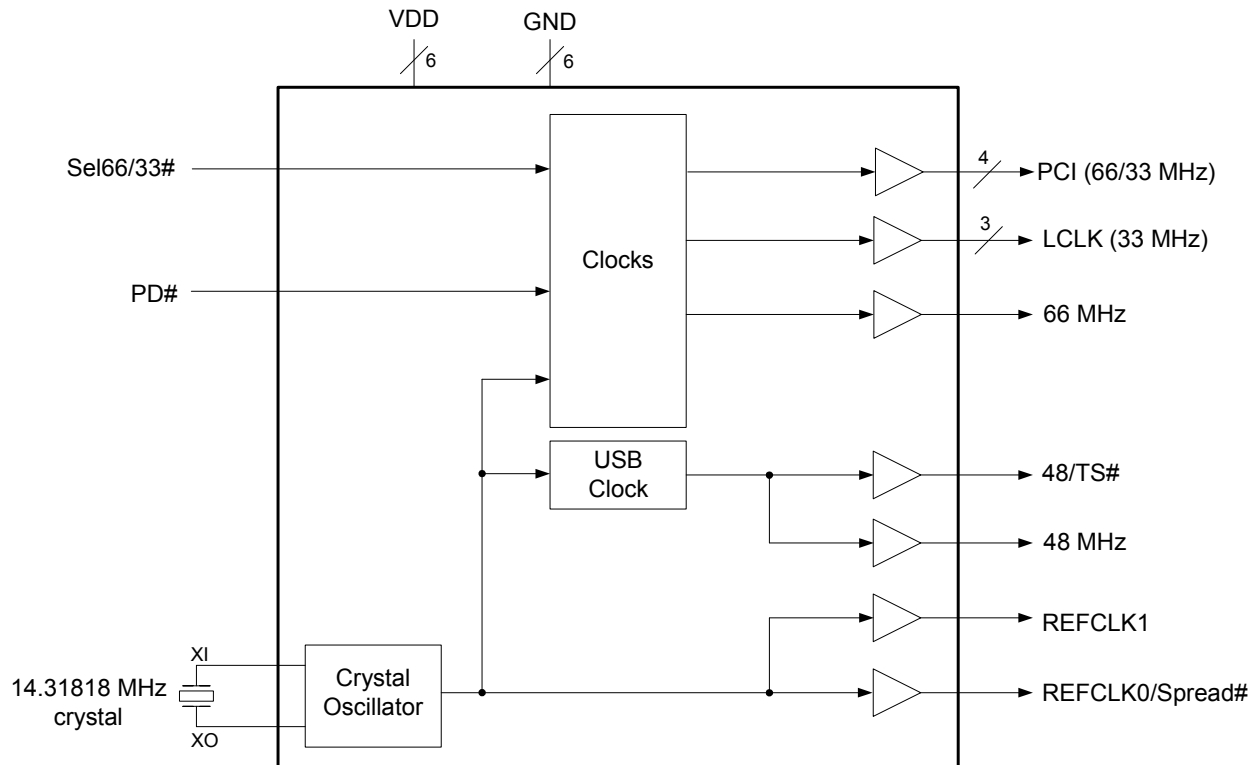 VDD
GND
6
6
Sel66/33#
PD#
Clocks
4
PCI (66/33 MHz)
3
LCLK (33 MHz)
66 MHz
USB
Clock
48/TS#
48 MHz
REFCLK1
REFCLK0/Spread#
XI
14.31818 MHz
crystal
XO
Crystal
Oscillator